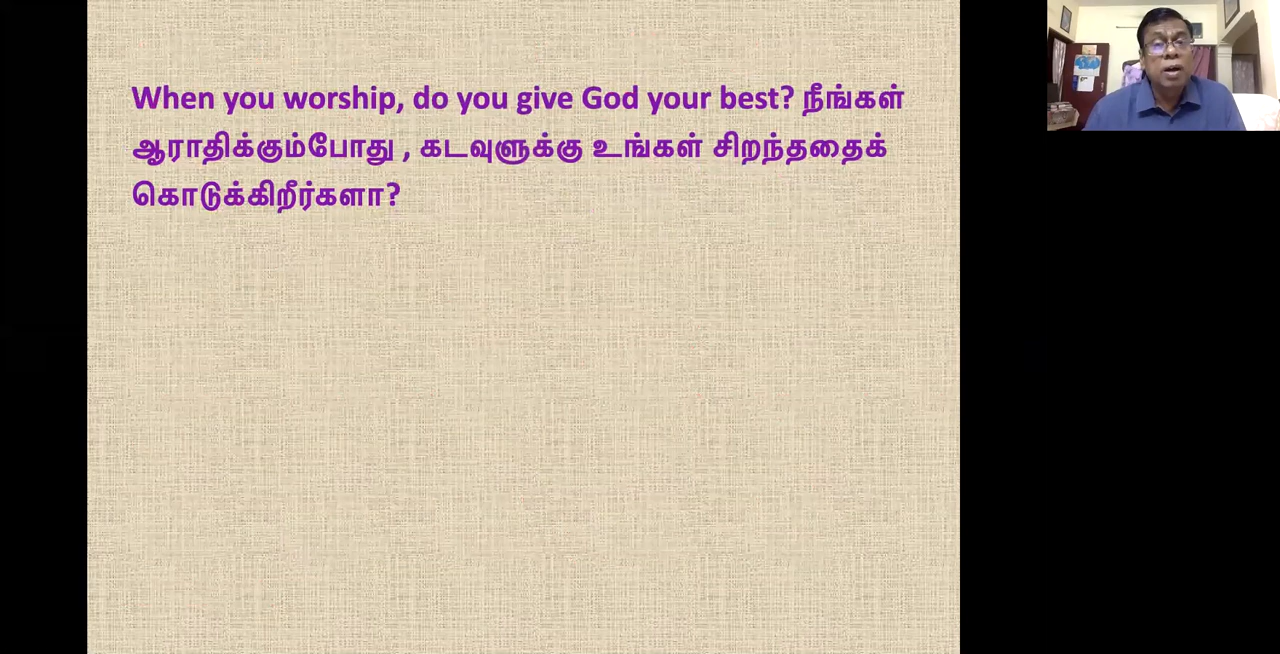 When you worship, do you give God your best? நீங்கள்
ஆராதிக்கும்போது , கடவுளுக்கு உங்கள் சிறந்ததைக்
கொடுக்கிறீர்களா?